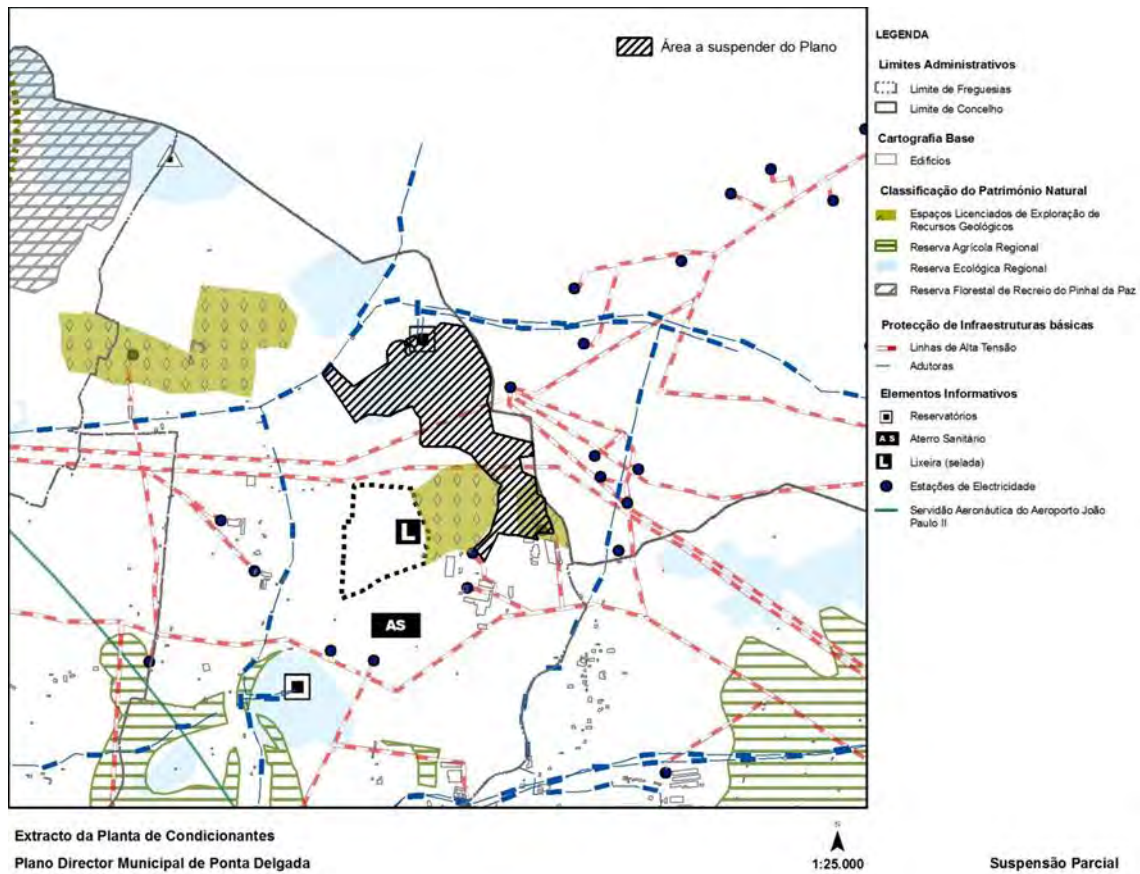 Área a suspender do Plano
L
AS
LEGENDA
Limites Administrativos
Limite de Freguesias
Limite de Concelho
Cartografia Base
Edifícios
Classificação do Património Natural
Espaços Licenciados de Exploração de
Recursos Geológicos
Reserva Agrícola Regional
Reserva Ecológica Regional
Reserva Florestal de Recreio do Pinhal da Paz
Protecção de Infraestruturas básicas
Linhas de Alta Tensão
Adutoras
Elementos Informativos
Reservatórios
AS Aterro Sanitário
L Lixeira (selada)
Estações de Electricidade
Servidão Aeronáutica do Aeroporto João
Paulo II
Extracto da Planta de Condicionantes
Plano Director Municipal de Ponta Delgada
N
1:25.000
Suspensão Parcial